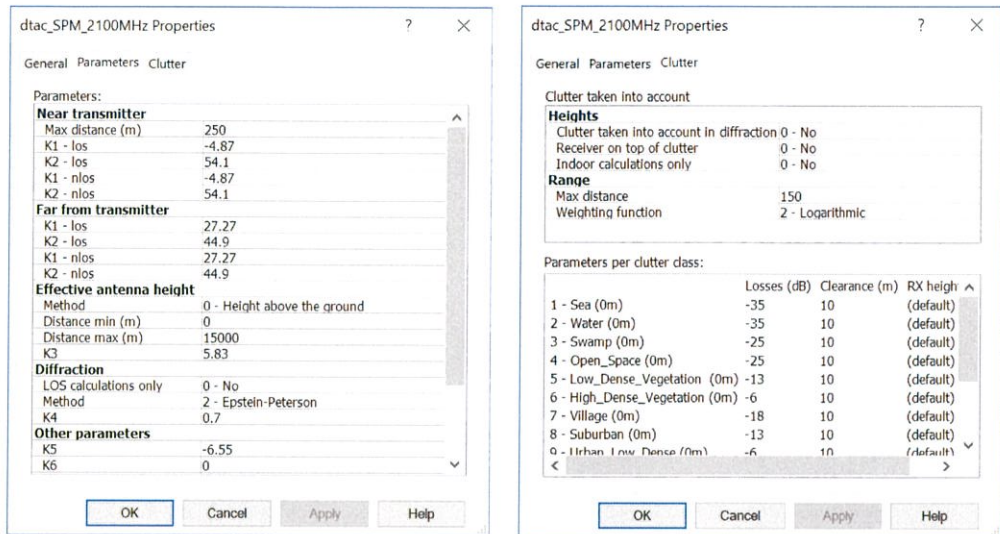 dtac_SPM_2100MHz Properties ? ×
General Parameters Clutter
Parameters:
Near transmitter
Max distance (m) 250
K1 - los -4.87
K2 - los 54.1
K1 - nlos -4.87
K2 - nlos 54.1
Far from transmitter
K1 - los 27.27
K2 - los 44.9
K1 - nlos 27.27
K2 - nlos 44.9
Effective antenna height
Method 0 - Height above the ground
Distance min (m) 0
Distance max (m) 15000
K3 5.83
Diffraction
LOS calculations only 0 - No
Method 2 - Epstein-Peterson
K4 0.7
Other parameters
K5 -6.55
K6 0
OK Cancel Apply Help
dtac_SPM_2100MHz Properties ? ×
General Parameters Clutter
Clutter taken into account
Heights
Clutter taken into account in diffraction 0 - No
Receiver on top of clutter 0 - No
Indoor calculations only 0 - No
Range
Max distance 150
Weighting function 2 - Logarithmic
Parameters per clutter class:
Losses (dB) Clearance (m) RX heigh
1 - Sea (0m) -35 10 (default)
2 - Water (0m) -35 10 (default)
3 - Swamp (0m) -25 10 (default)
4 - Open_Space (0m) -25 10 (default)
5 - Low_Dense_Vegetation (0m) -13 10 (default)
6 - High_Dense_Vegetation (0m) -6 10 (default)
7 - Village (0m) -18 10 (default)
8 - Suburban (0m) -13 10 (default)
9 - Urban_Low_Dense (0m) -6 10 (default)
OK Cancel Apply Help